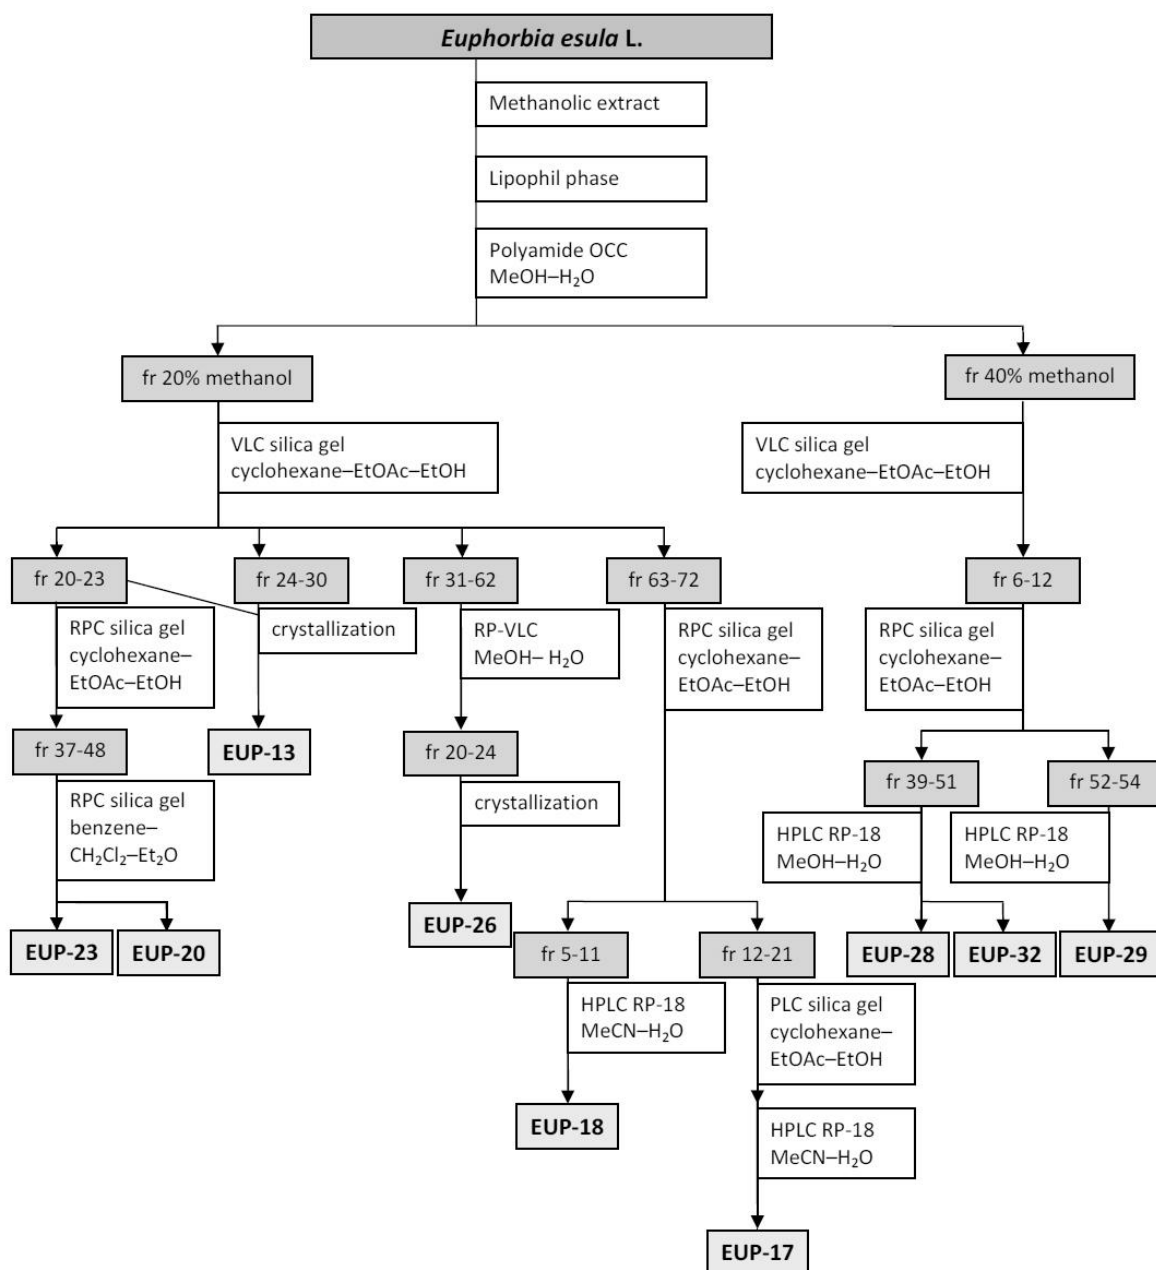 Euphorbia esula L.
Methanolic extract
Lipophil phase
Polyamide OCC
MeOH–H₂O
fr 20% methanol
fr 40% methanol
VLC silica gel
cyclohexane–EtOAc–EtOH
VLC silica gel
cyclohexane–EtOAc–EtOH
fr 20-23
fr 24-30
fr 31-62
fr 63-72
fr 6-12
RPC silica gel
cyclohexane–
EtOAc–EtOH
crystallization
RP-VLC
MeOH– H₂O
RPC silica gel
cyclohexane–
EtOAc–EtOH
RPC silica gel
cyclohexane–
EtOAc–EtOH
fr 37-48
EUP-13
fr 20-24
fr 39-51
fr 52-54
RPC silica gel
benzene–
CH₂Cl₂–Et₂O
crystallization
HPLC RP-18
MeOH–H₂O
HPLC RP-18
MeOH–H₂O
EUP-23
EUP-20
EUP-26
fr 5-11
fr 12-21
EUP-28
EUP-32
EUP-29
HPLC RP-18
MeCN–H₂O
PLC silica gel
cyclohexane–
EtOAc–EtOH
EUP-18
HPLC RP-18
MeCN–H₂O
EUP-17